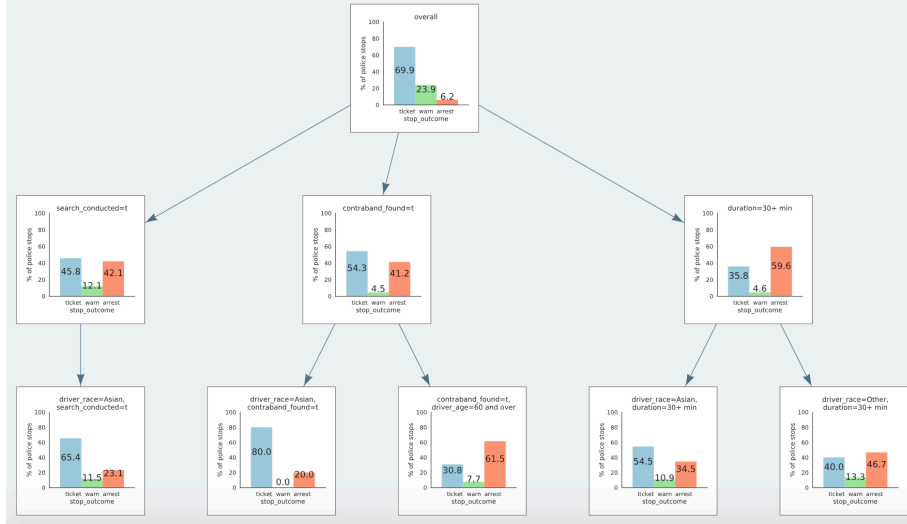 overall
% of police stops
100
80
60
40
20
0
69.9
23.9
6.2
ticket warn arrest
stop_outcome
search_conducted=t
% of police stops
100
80
60
40
20
0
45.8
12.1
42.1
ticket warn arrest
stop_outcome
contraband_found=t
% of police stops
100
80
60
40
20
0
54.3
4.5
41.2
ticket warn arrest
stop_outcome
duration=30+ min
% of police stops
100
80
60
40
20
0
35.8
4.6
59.6
ticket warn arrest
stop_outcome
driver_race=Asian,
search_conducted=t
% of police stops
100
80
60
40
20
0
65.4
11.5
23.1
ticket warn arrest
stop_outcome
driver_race=Asian,
contraband_found=t
% of police stops
100
80
60
40
20
0
80.0
0.0
20.0
ticket warn arrest
stop_outcome
contraband_found=t,
driver_age=60 and over
% of police stops
100
80
60
40
20
0
30.8
7.7
61.5
ticket warn arrest
stop_outcome
driver_race=Asian,
duration=30+ min
% of police stops
100
80
60
40
20
0
54.5
10.9
34.5
ticket warn arrest
stop_outcome
driver_race=Other,
duration=30+ min
% of police stops
100
80
60
40
20
0
40.0
13.3
46.7
ticket warn arrest
stop_outcome